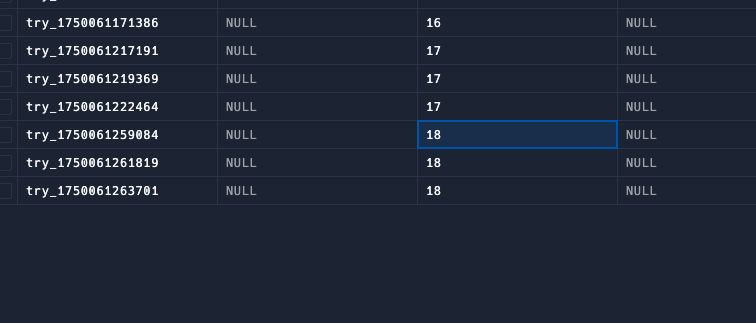 try_1750061171386 NULL 16 NULL
try_1750061217191 NULL 17 NULL
try_1750061219369 NULL 17 NULL
try_1750061222464 NULL 17 NULL
try_1750061259084 NULL 18 NULL
try_1750061261819 NULL 18 NULL
try_1750061263701 NULL 18 NULL